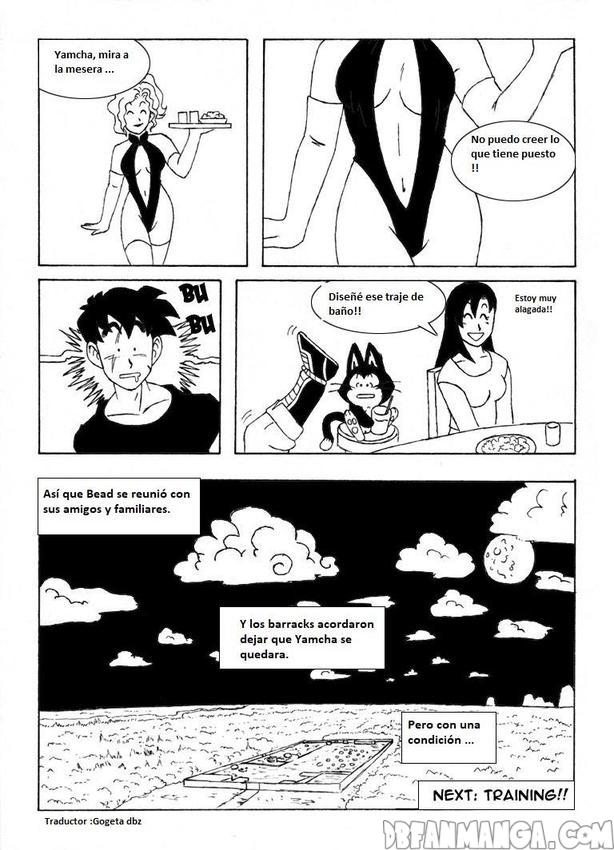 Yamcha, mira a
la mesera ...
No puedo creer lo
que tiene puesto
!!
BU
BU
Diseñé ese traje de
baño!!
Estoy muy
alagada!!
Así que Bead se reunió con
sus amigos y familiares.
Y los barracks acordaron
dejar que Yamcha se
quedara.
Pero con una
condición ...
NEXT: TRAINING!!
Traductor :Gogeta dbz
DBFANMANGA.COM